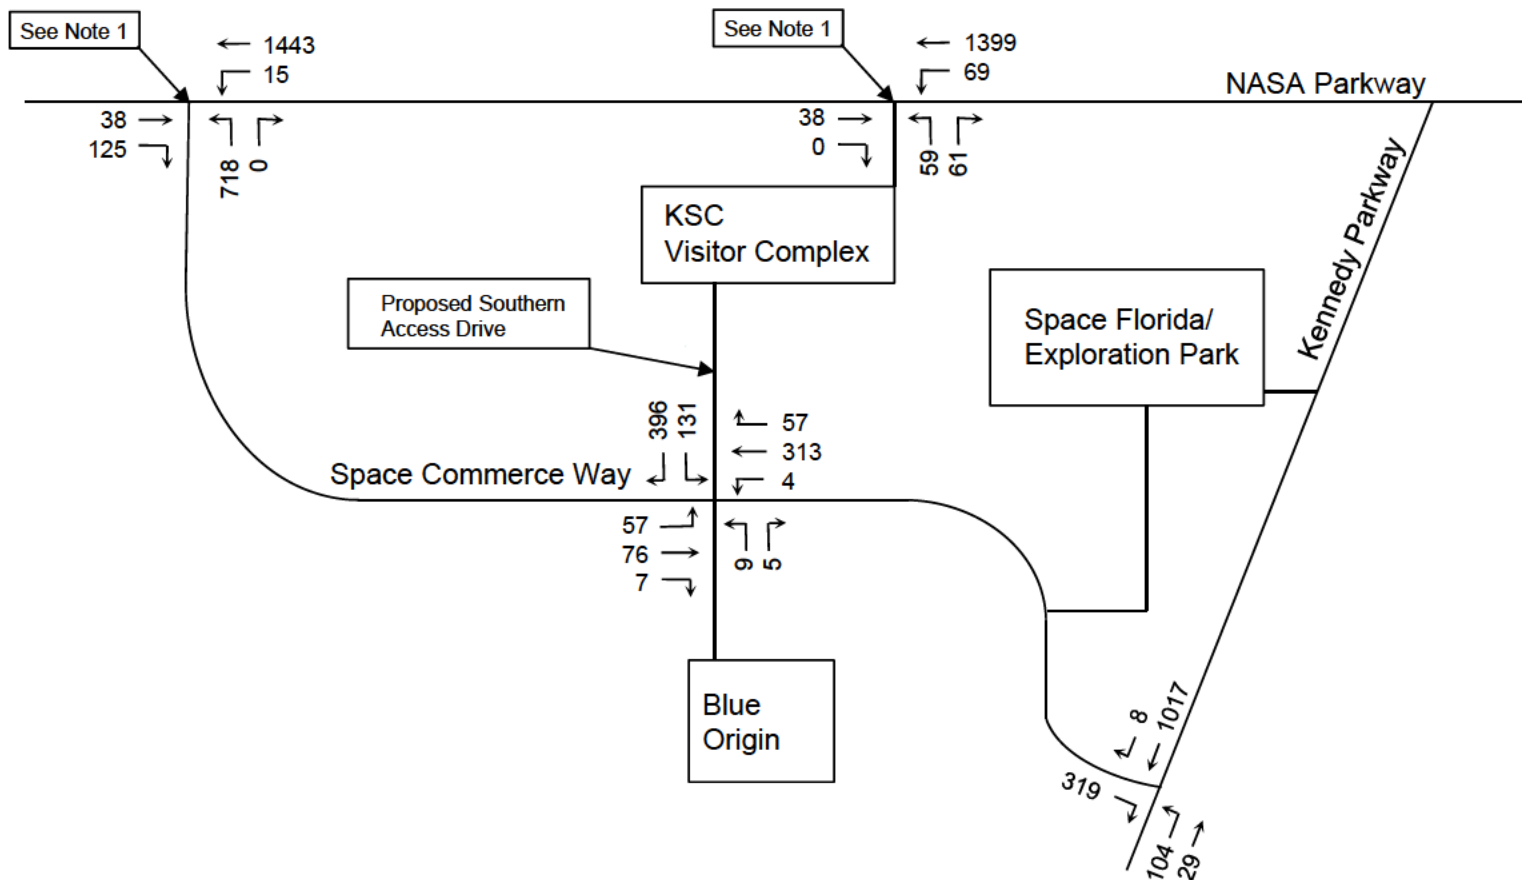 See Note 1
1443
15
See Note 1
1399
69
NASA Parkway
38
125
718
0
38
0
59
61
KSC
Visitor Complex
Kennedy Parkway
Proposed Southern
Access Drive
Space Florida/
Exploration Park
396
131
57
313
4
Space Commerce Way
57
76
7
9
5
Blue
Origin
8
1017
319
104
29